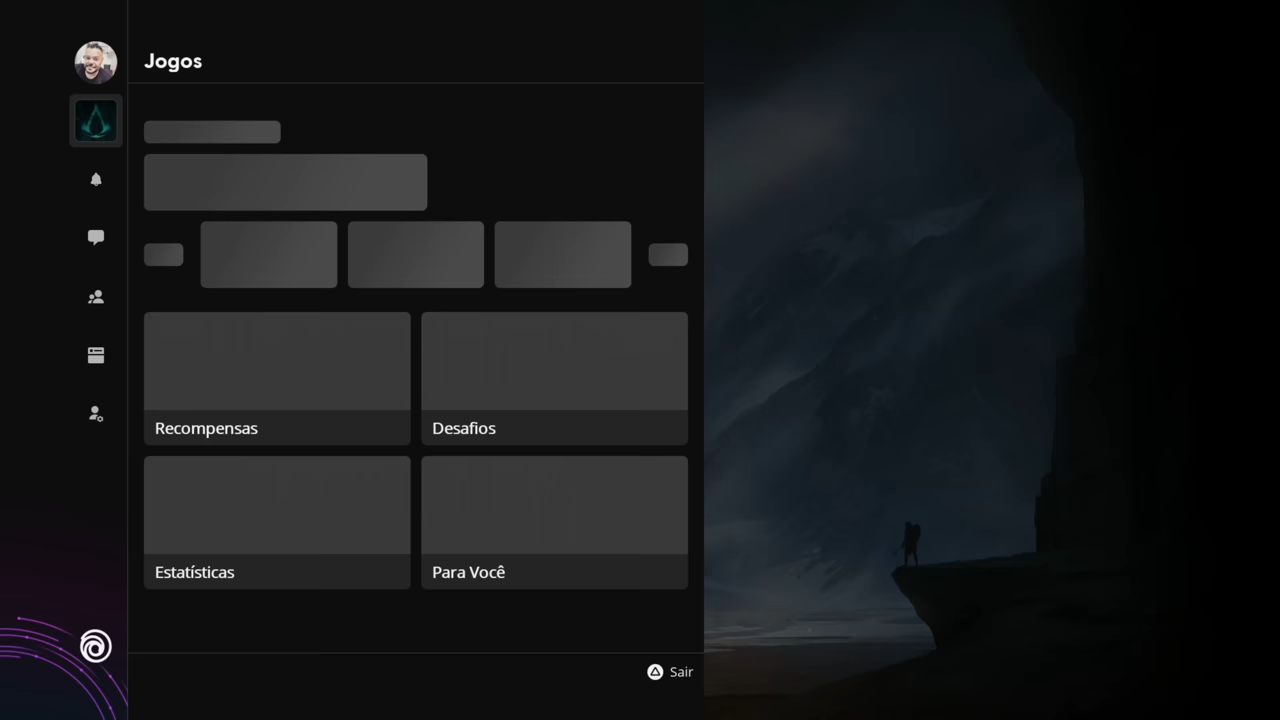 Jogos
Recompensas
Desafios
Estatísticas
Para Você
Sair